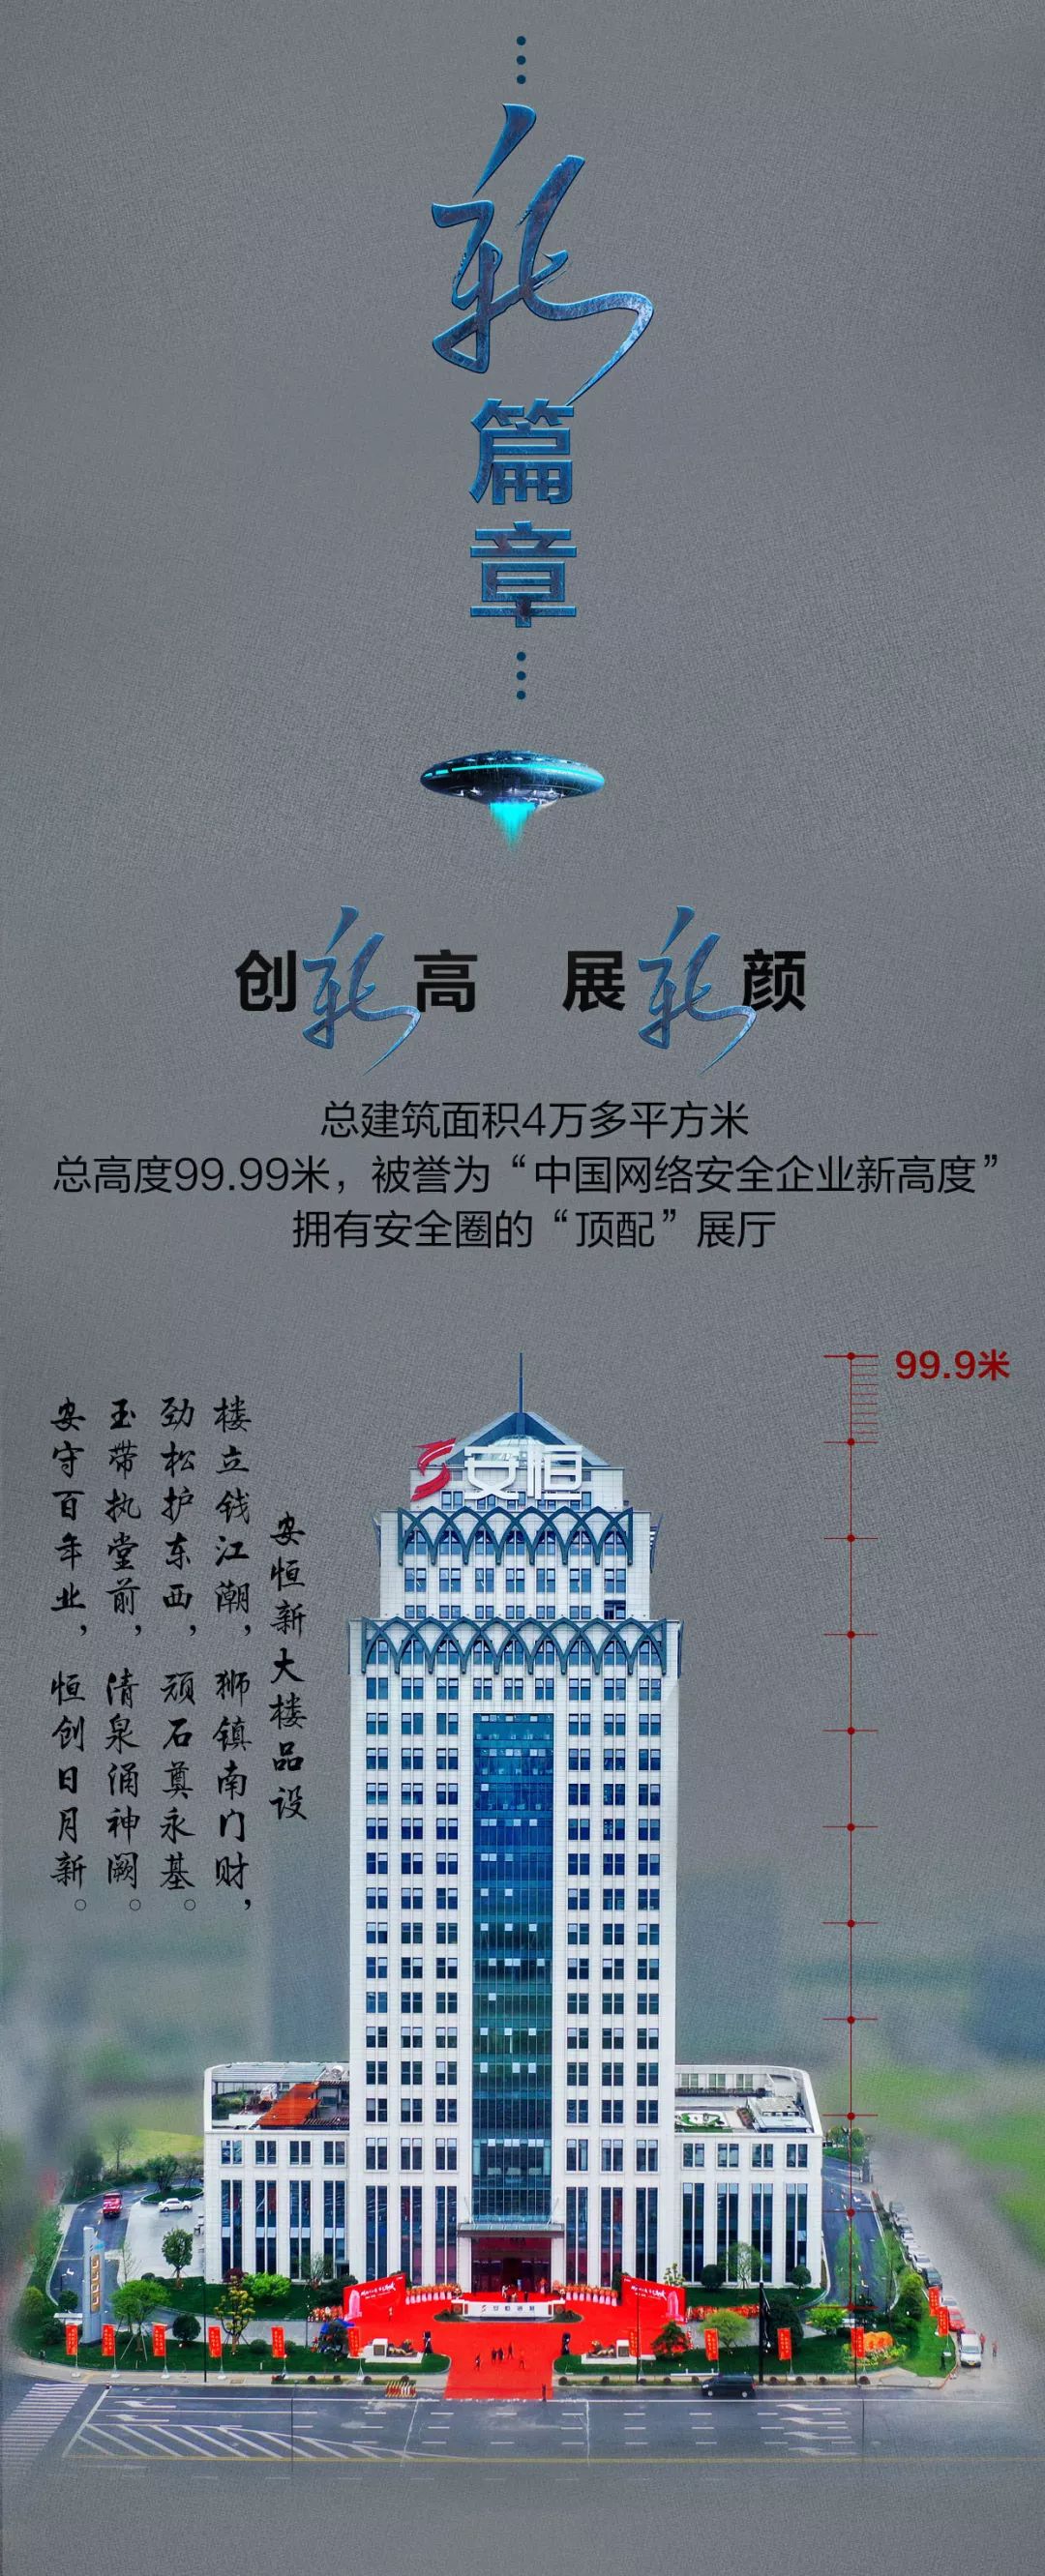 新
篇
章
创新高 展新颜
总建筑面积4万多平方米
总高度99.99米，被誉为“中国网络安全企业新高度”
拥有安全圈的“顶配”展厅
99.9米
安恒
安恒新大楼品设
楼立钱江潮，狮镇南门财，
劲松护东西，顽石奠永基。
玉带执堂前，清泉涌神阙。
安守百年业，恒创日月新。